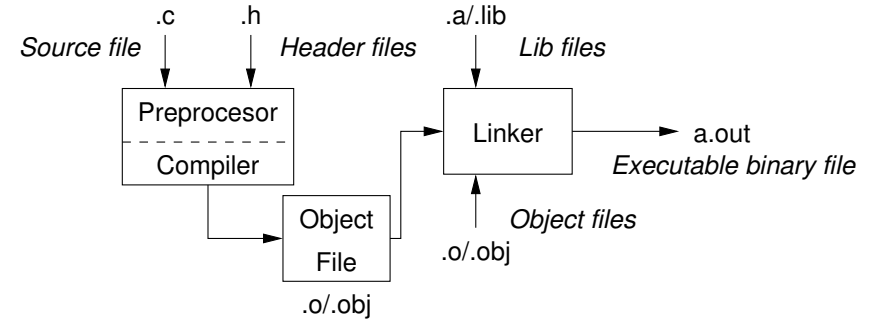 .c .h .a/.lib
Source file Header files Lib files
Preprocesor
Compiler
Linker
a.out
Executable binary file
Object
File
.o/.obj
Object files
.o/.obj